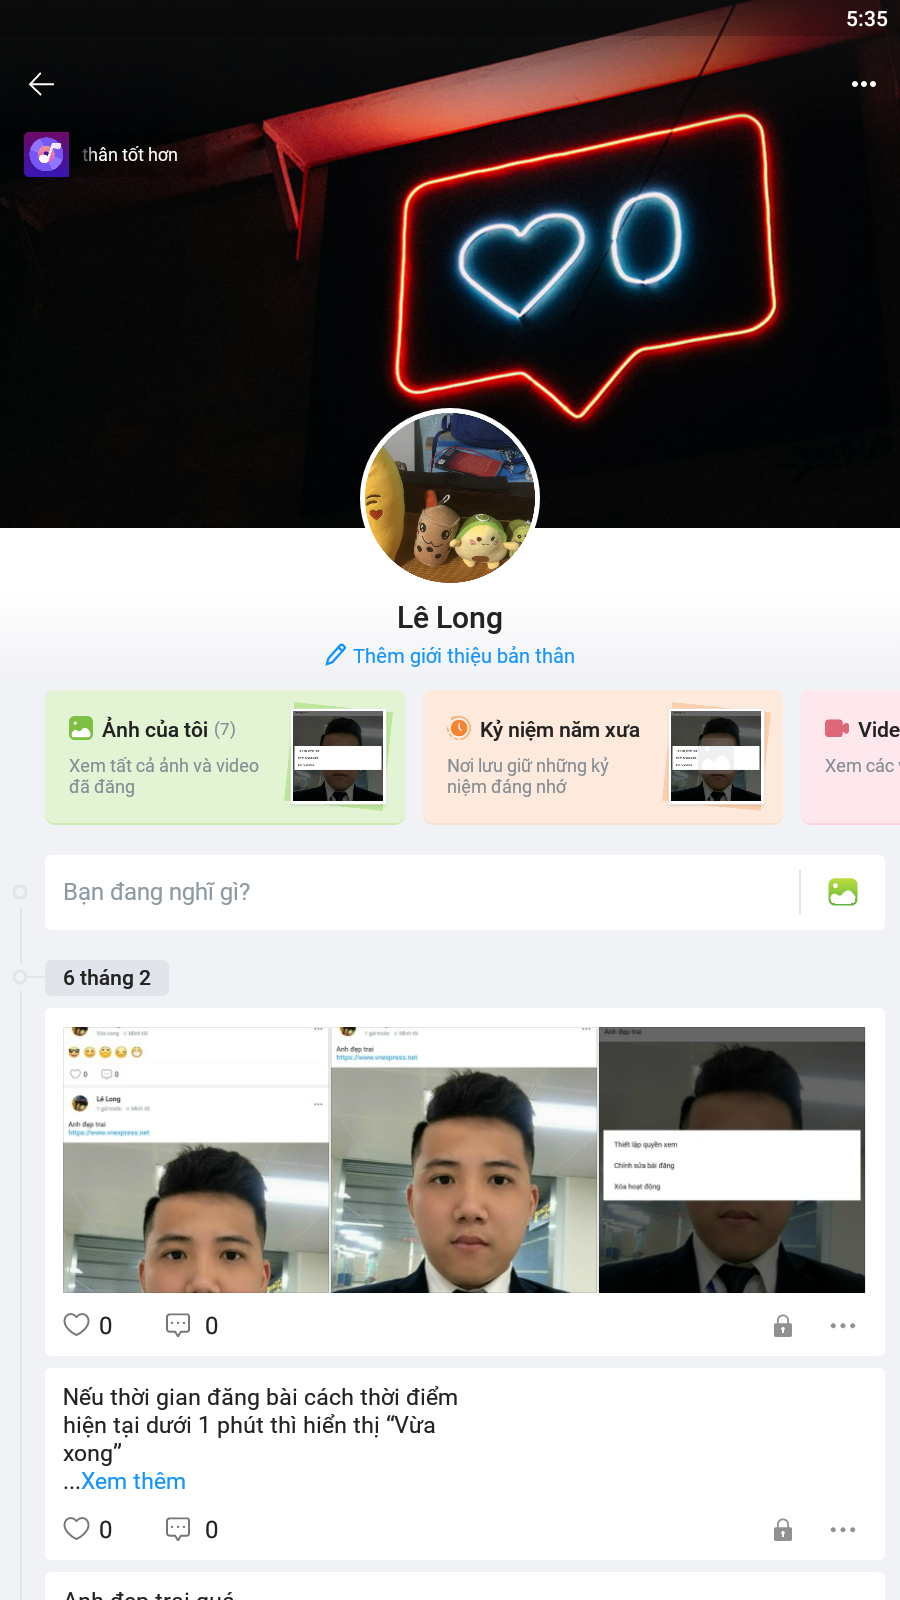 5:35
thân tốt hơn
Lê Long
Thêm giới thiệu bản thân
Ảnh của tôi (7)
Xem tất cả ảnh và video
đã đăng
Kỷ niệm năm xưa
Nơi lưu giữ những kỷ
niệm đáng nhớ
Vide
Xem các
Bạn đang nghĩ gì?
6 tháng 2
Vừa xong Mình tôi
0 0
Lê Long
1 giờ trước Mình tôi
Anh đẹp trai
https://www.vnexpress.net
1 giờ trước Mình tôi
Anh đẹp trai
https://www.vnexpress.net
Anh đẹp trai
Thiết lập quyền xem
Chỉnh sửa bài đăng
Xóa hoạt động
0 0
Nếu thời gian đăng bài cách thời điểm
hiện tại dưới 1 phút thì hiển thị “Vừa
xong”
...Xem thêm
0 0
Anh đẹp trai quá